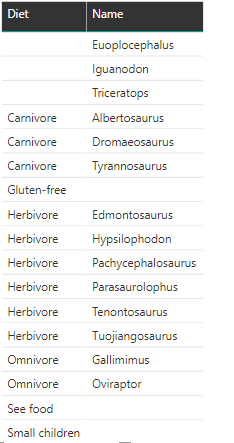 Diet Name
Euoplocephalus
Iguanodon
Triceratops
Carnivore Albertosaurus
Carnivore Dromaeosaurus
Carnivore Tyrannosaurus
Gluten-free
Herbivore Edmontosaurus
Herbivore Hypsilophodon
Herbivore Pachycephalosaurus
Herbivore Parasaurolophus
Herbivore Tenontosaurus
Herbivore Tuojiangosaurus
Omnivore Gallimimus
Omnivore Oviraptor
See food
Small children